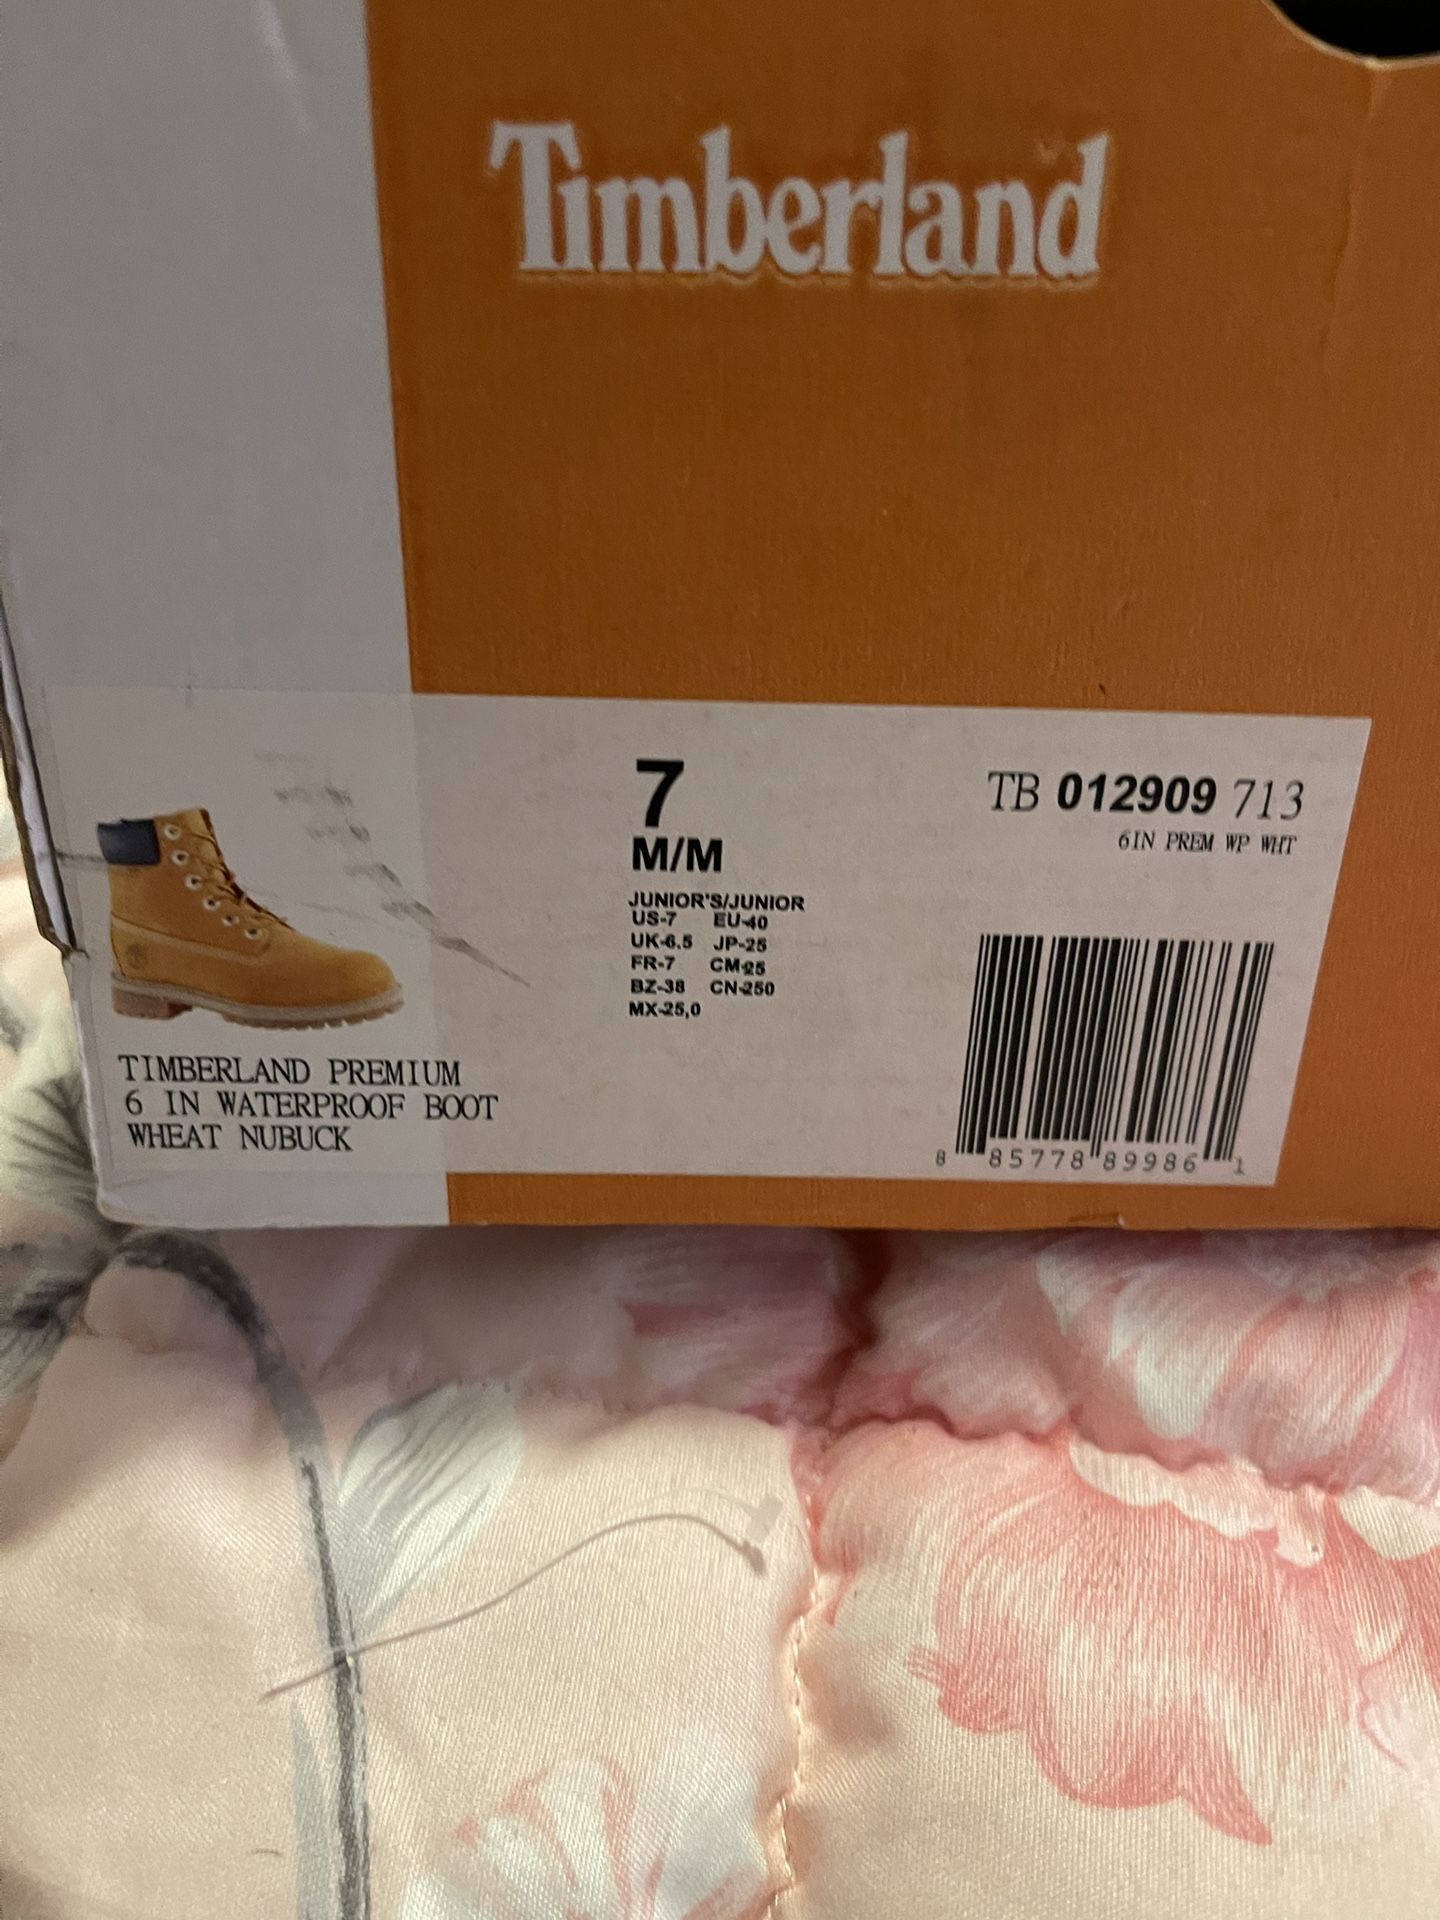 Timberland
7
M/M
TB 012909 713
6IN PREM WP WHT
JUNIOR'S/JUNIOR
US-7 EU-40
UK-6.5 JP-25
FR-7 CM-25
BZ-38 CN-250
MX-25,0
TIMBERLAND PREMIUM
6 IN WATERPROOF BOOT
WHEAT NUBUCK
8 85778 89986 1